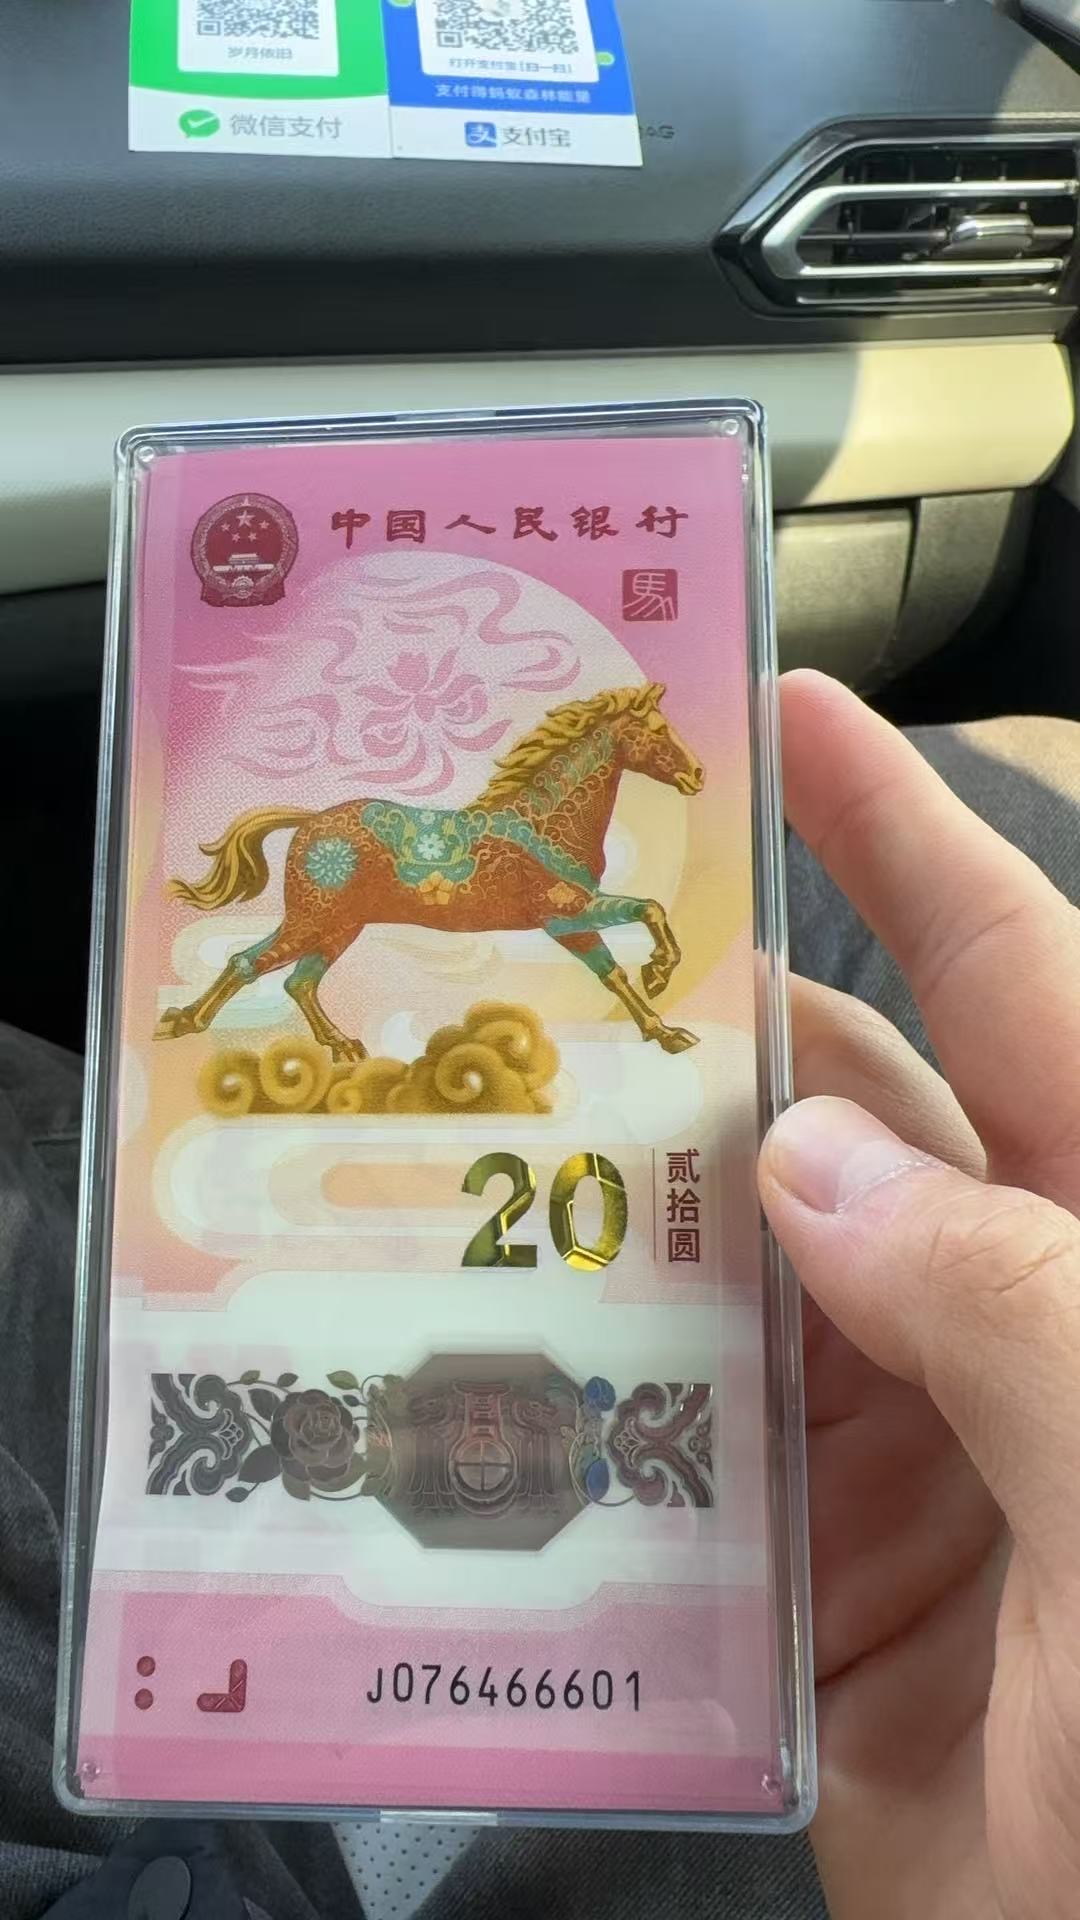 岁月依旧
微信支付
打开支付宝[扫一扫]
支付得蚂蚁森林能量
支 支付宝
中国人民银行
馬
20
贰拾圆
J076466601